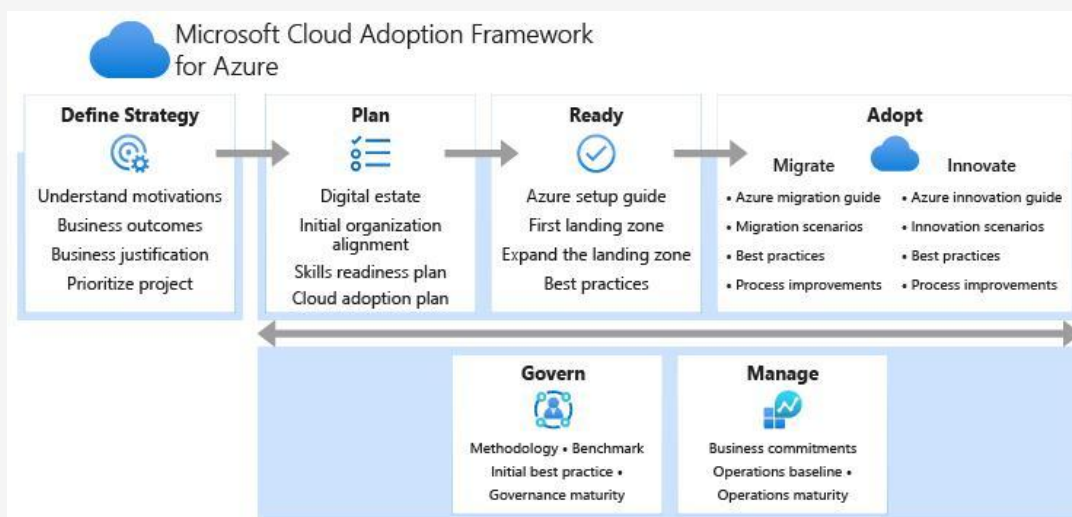 Microsoft Cloud Adoption Framework
for Azure
Define Strategy
Understand motivations
Business outcomes
Business justification
Prioritize project
Plan
Digital estate
Initial organization
alignment
Skills readiness plan
Cloud adoption plan
Ready
Azure setup guide
First landing zone
Expand the landing zone
Best practices
Adopt
Migrate
• Azure migration guide
• Migration scenarios
• Best practices
• Process improvements
Innovate
• Azure innovation guide
• Innovation scenarios
• Best practices
• Process improvements
Govern
Methodology • Benchmark
Initial best practice •
Governance maturity
Manage
Business commitments
Operations baseline •
Operations maturity